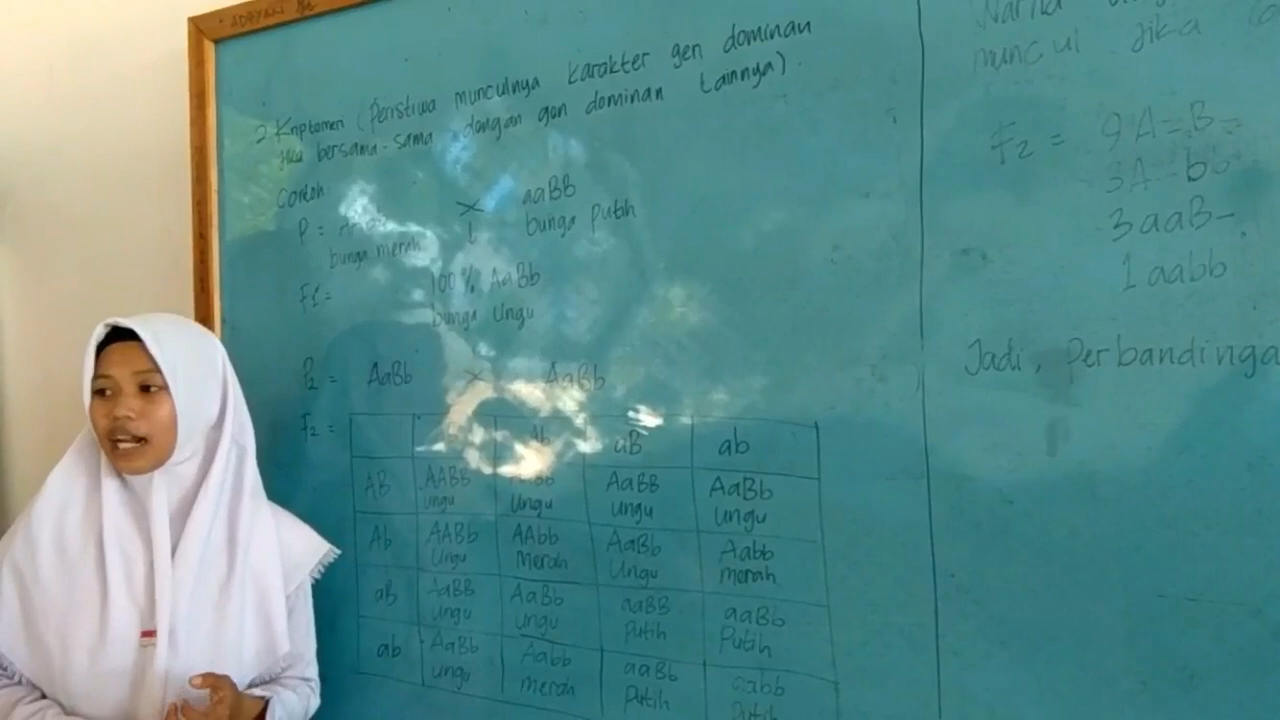 2. Kriptomeri (Peristiwa munculnya karakter gen dominan
jika bersama-sama dengan gen dominan lainnya).
Contoh:
P = × aaBB
bunga merah ↓ bunga Putih
F1 = 100% AaBb
bunga Ungu
P2 = AaBb × AaBb
F2 =
Ab aB ab
AB AABB AaBB AaBb
ungu Ungu ungu ungu
Ab AABb AAbb AaBb Aabb
Ungu Merah Ungu merah
aB AaBB AaBb aaBB aaBb
ungu ungu Putih Putih
ab AaBb Aabb aaBb aabb
ungu merah Putih Putih
muncul jika
F2 = 9A-B-
3A-bb
3aaB-
1aabb
Jadi, Perbandinga